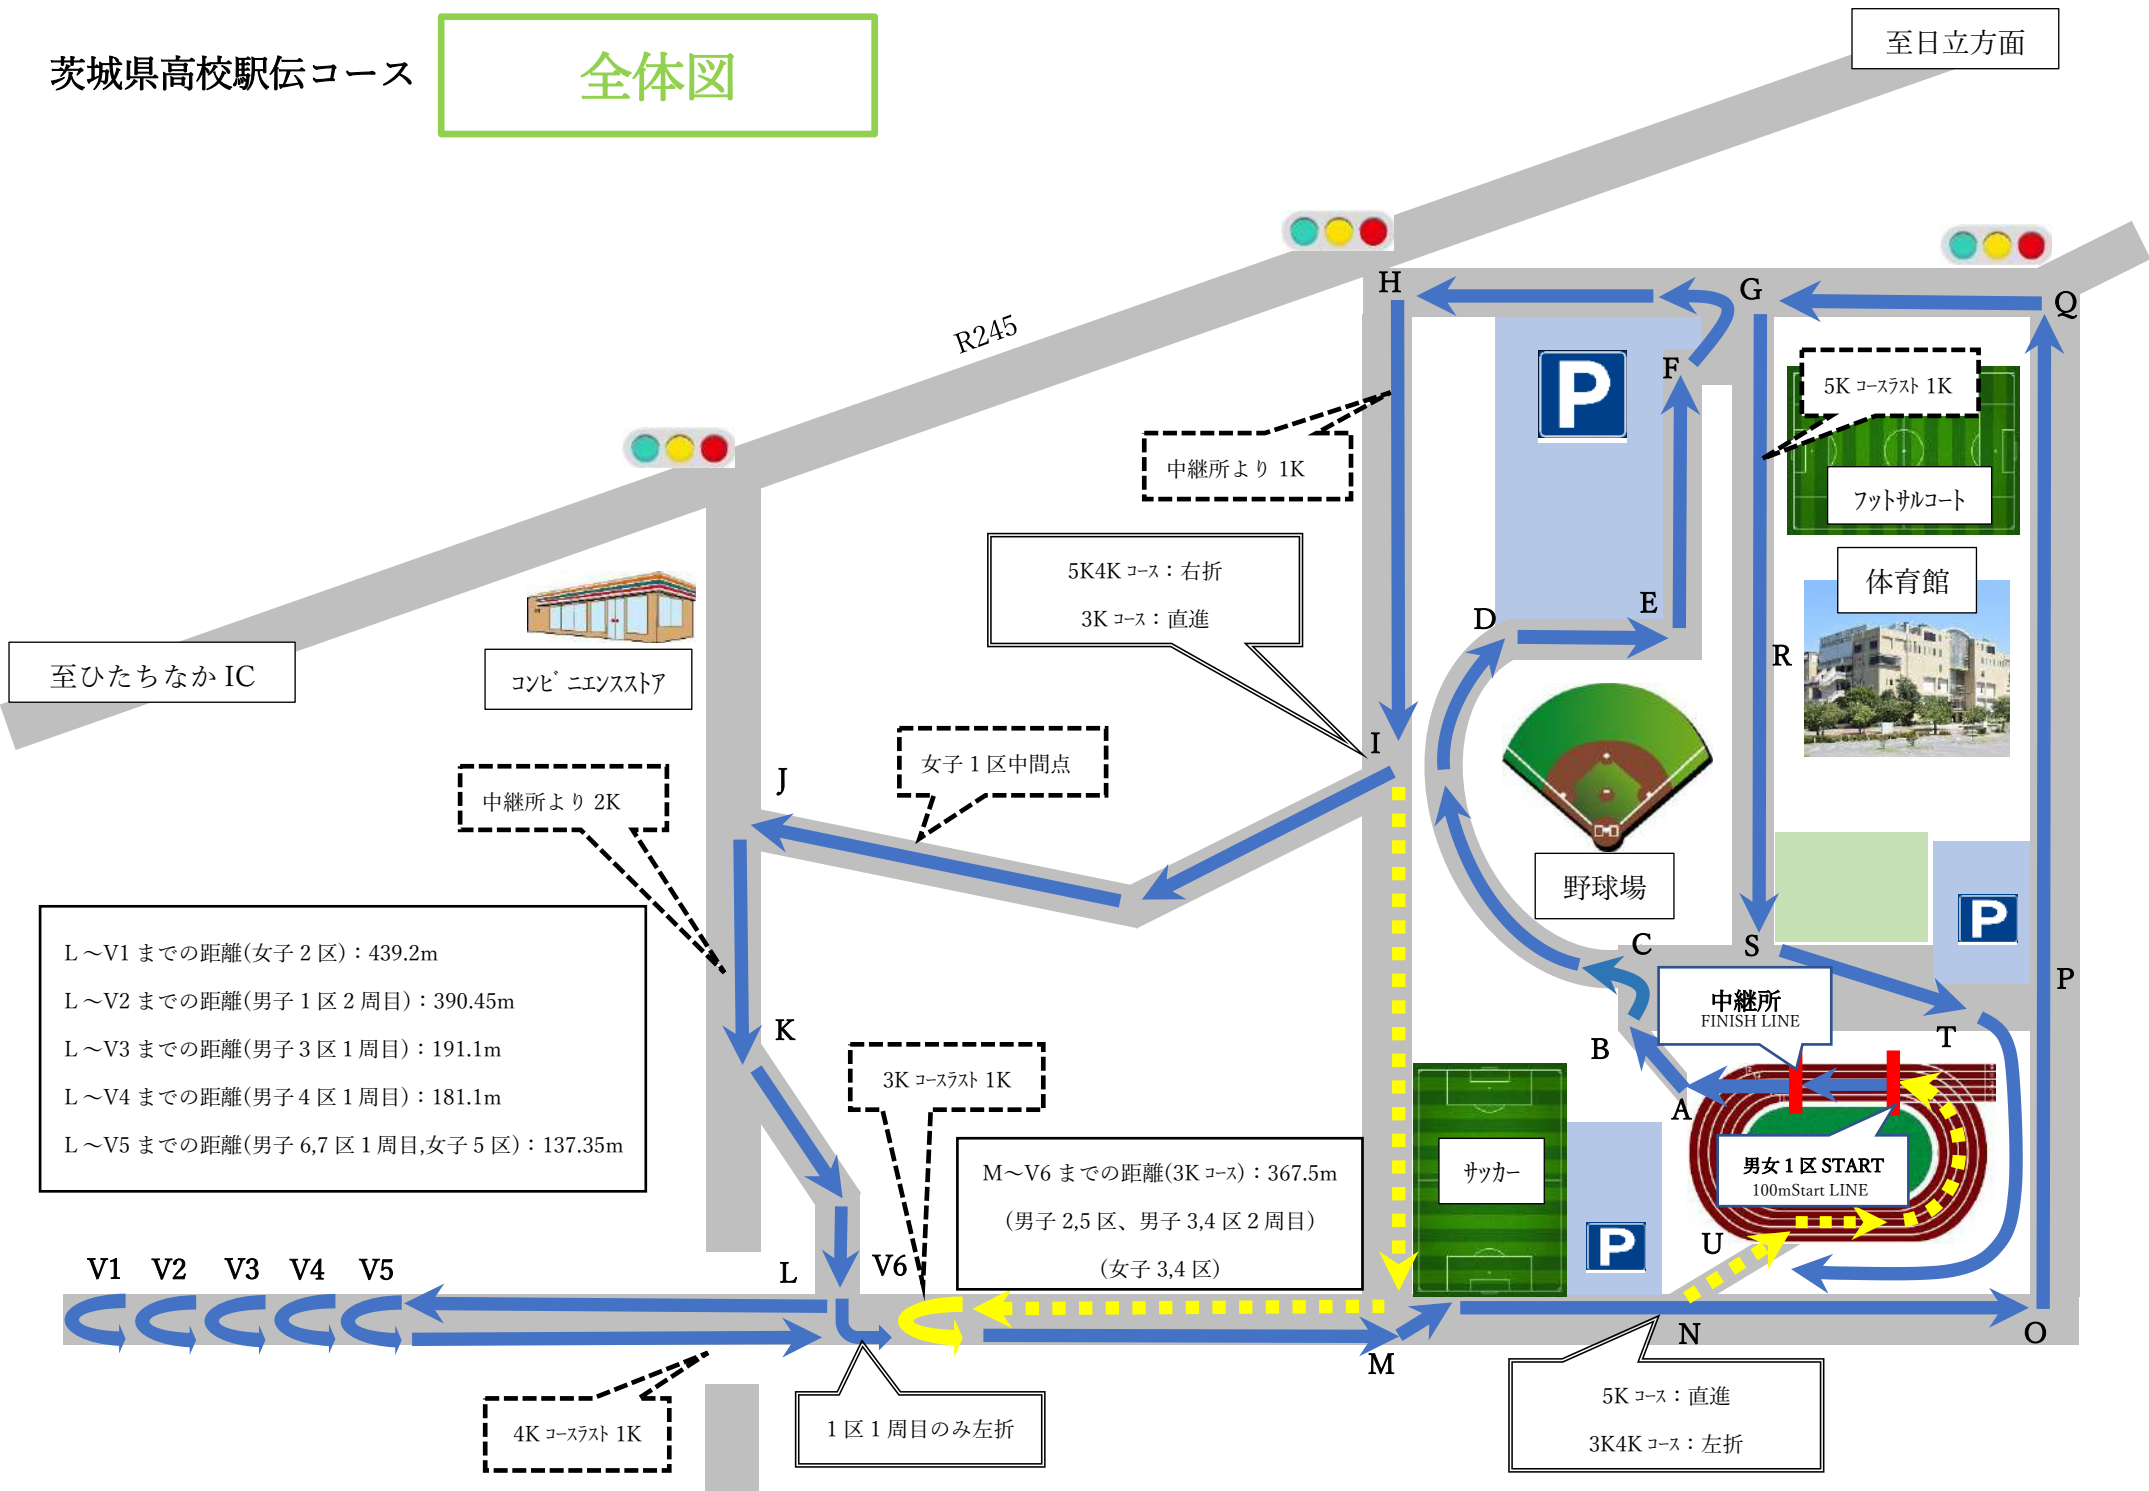 茨城県高校駅伝コース
全体図
至日立方面
R245
H
G
Q
F
P
5K コースラスト 1K
フットサルコート
中継所より 1K
5K4K コース：右折
3K コース：直進
体育館
D
E
R
至ひたちなか IC
コンビニエンスストア
I
J
女子 1 区中間点
中継所より 2K
野球場
P
C
S
P
L～V1 までの距離(女子 2 区)：439.2m
L～V2 までの距離(男子 1 区 2 周目)：390.45m
L～V3 までの距離(男子 3 区 1 周目)：191.1m
L～V4 までの距離(男子 4 区 1 周目)：181.1m
L～V5 までの距離(男子 6,7 区 1 周目,女子 5 区)：137.35m
K
中継所
FINISH LINE
T
B
A
3K コースラスト 1K
M～V6 までの距離(3K コース)：367.5m
(男子 2,5 区、男子 3,4 区 2 周目)
(女子 3,4 区)
サッカー
男女 1 区 START
100mStart LINE
P
U
V1
V2
V3
V4
V5
L
V6
M
N
O
4K コースラスト 1K
1 区 1 周目のみ左折
5K コース：直進
3K4K コース：左折